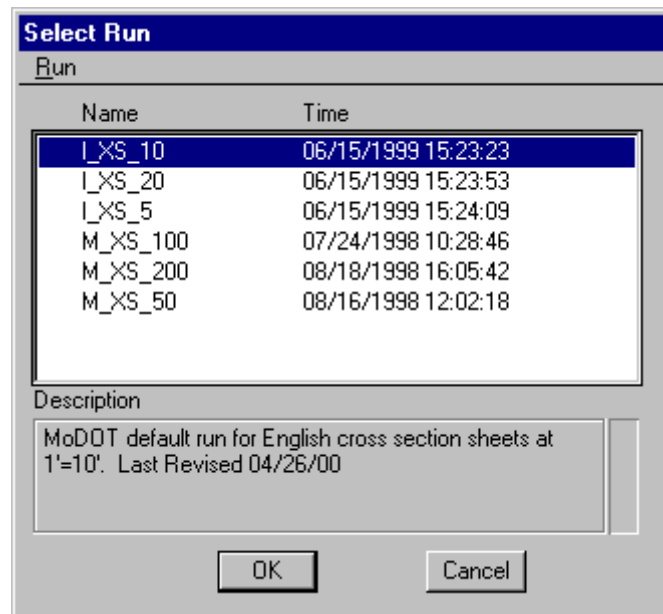 Select Run
Run
Name Time
I_XS_10 06/15/1999 15:23:23
I_XS_20 06/15/1999 15:23:53
I_XS_5 06/15/1999 15:24:09
M_XS_100 07/24/1998 10:28:46
M_XS_200 08/18/1998 16:05:42
M_XS_50 08/16/1998 12:02:18
Description
MoDOT default run for English cross section sheets at
1'=10'. Last Revised 04/26/00
OK Cancel